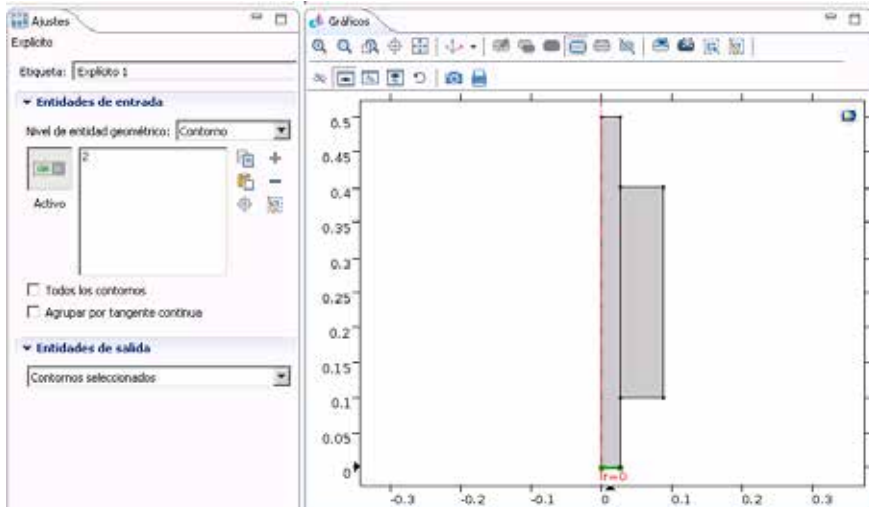 Ajustes
Explícito
Etiqueta: Explícito 1
Entidades de entrada
Nivel de entidad geométrico: Contorno
2
Activo
Todos los contornos
Agrupar por tangente continua
Entidades de salida
Contornos seleccionados
Gráficos
0.5
0.45
0.4
0.35
0.3
0.25
0.2
0.15
0.1
0.05
0
r=0
-0.3
-0.2
-0.1
0
0.1
0.2
0.3